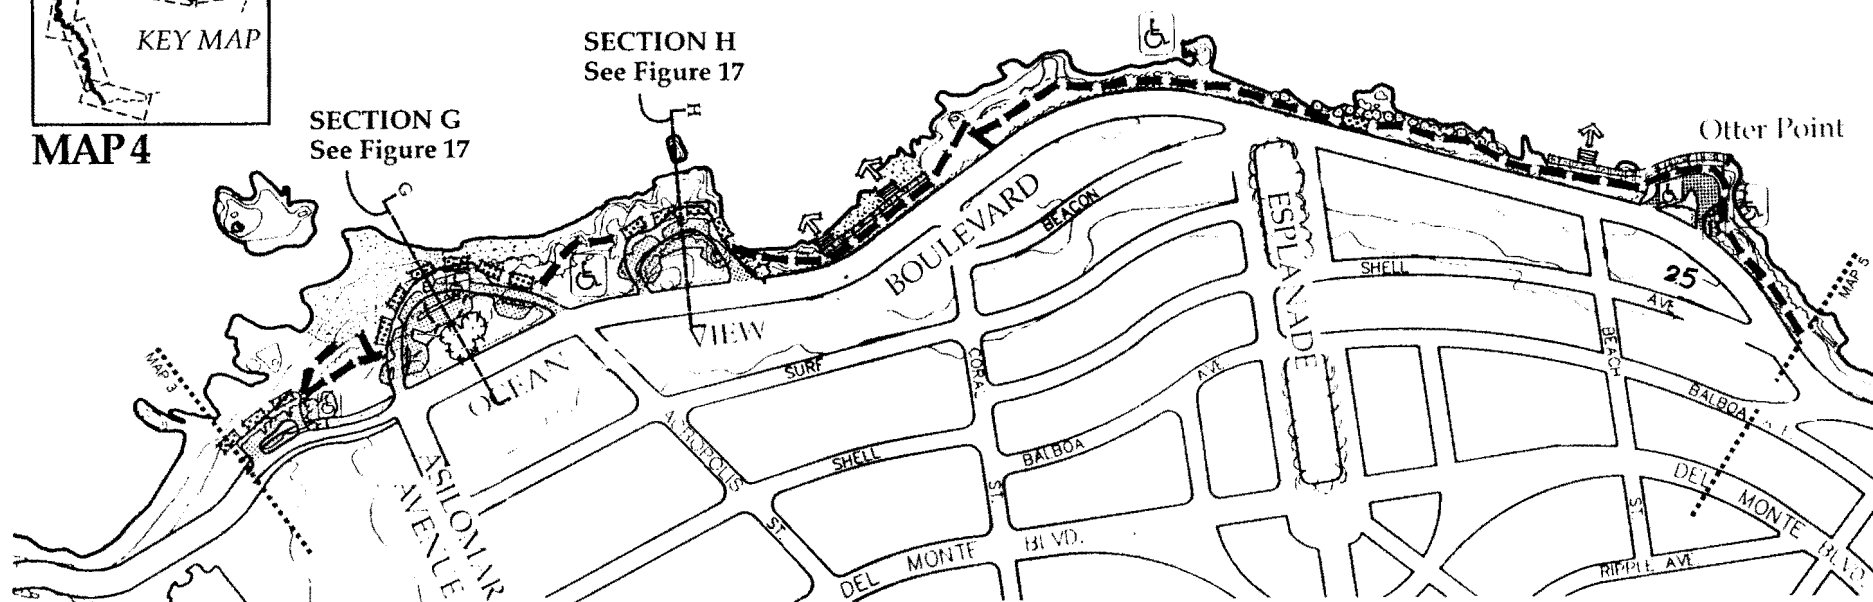 KEY MAP
MAP 4
SECTION G
See Figure 17
G
SECTION H
See Figure 17
H
Otter Point
MAP 3
MAP 5
OCEAN
VIEW
BOULEVARD
BEACON
ESPLANADE
SHELL
AVE
25
SURF
CORAL
ST.
AVE
BEACH
ST.
BALBOA
ACROPOLIS
ST.
SHELL
BALBOA
ASILOMAR
AVENUE
DEL MONTE BLVD.
DEL MONTE BLVD.
RIPPLE AVE.